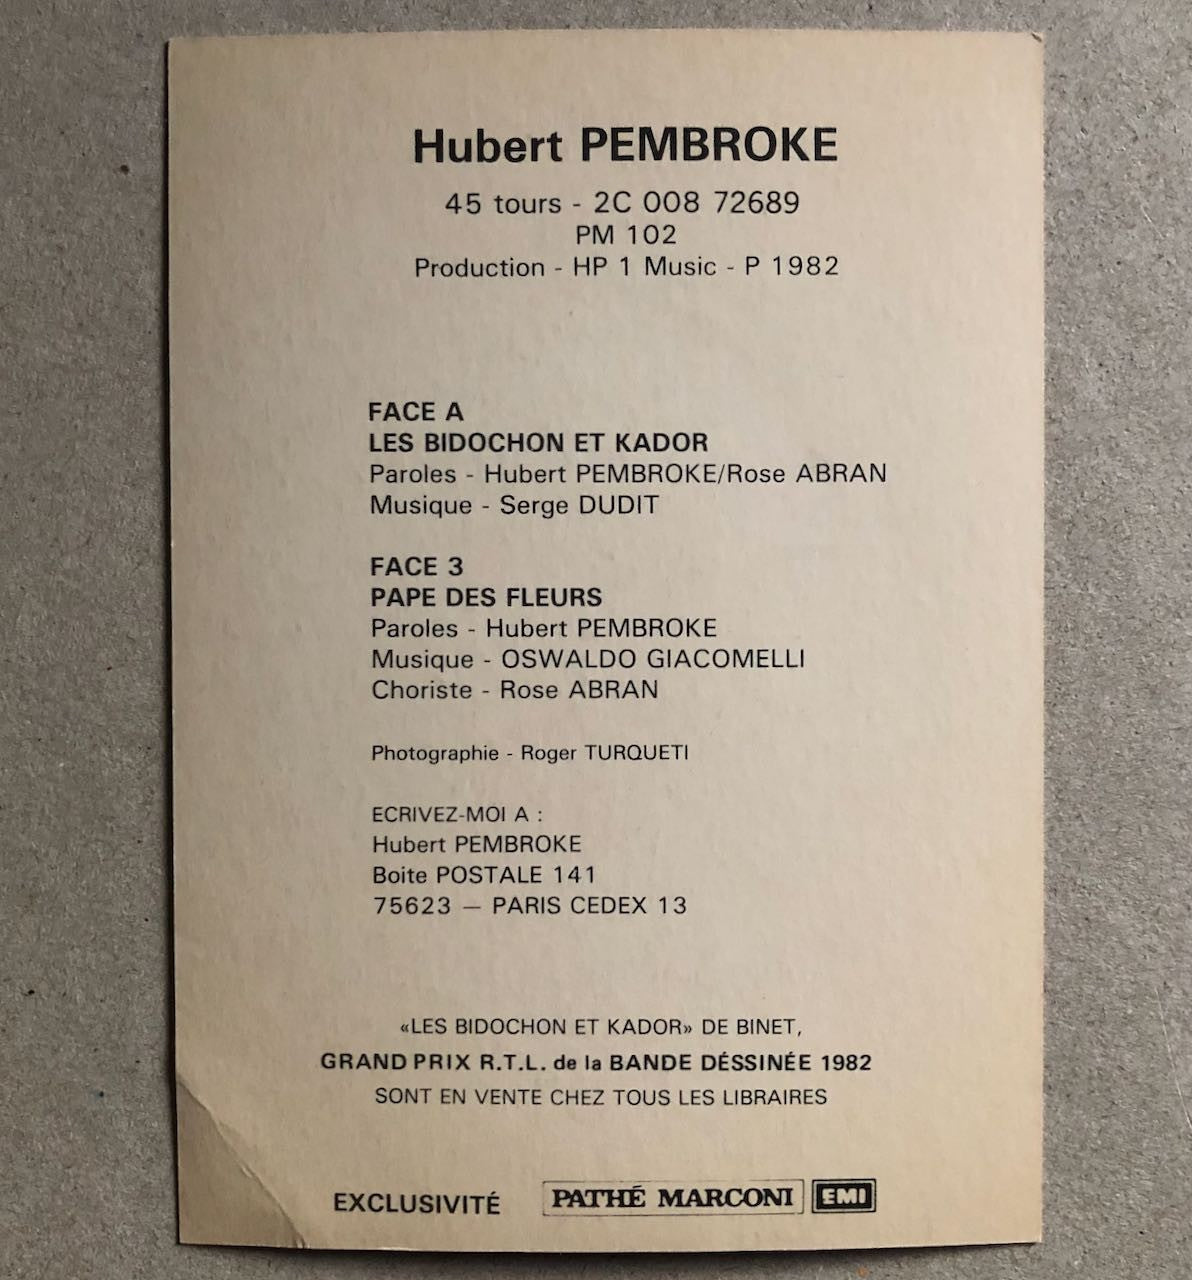 Hubert PEMBROKE
45 tours - 2C 008 72689
PM 102
Production - HP 1 Music - P 1982
FACE A
LES BIDOCHON ET KADOR
Paroles - Hubert PEMBROKE/Rose ABRAN
Musique - Serge DUDIT
FACE 3
PAPE DES FLEURS
Paroles - Hubert PEMBROKE
Musique - OSWALDO GIACOMELLI
Choriste - Rose ABRAN
Photographie - Roger TURQUETI
ECRIVEZ-MOI A :
Hubert PEMBROKE
Boite POSTALE 141
75623 — PARIS CEDEX 13
«LES BIDOCHON ET KADOR» DE BINET,
GRAND PRIX R.T.L. de la BANDE DÉSSINÉE 1982
SONT EN VENTE CHEZ TOUS LES LIBRAIRES
EXCLUSIVITÉ PATHÉ MARCONI EMI